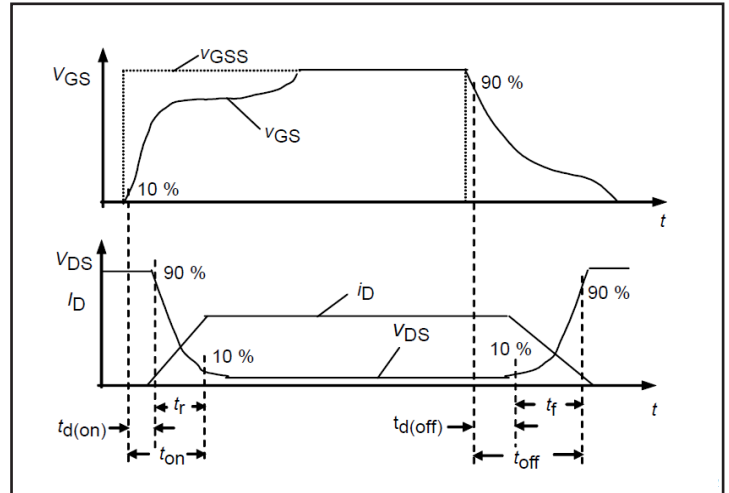 vGSS
VGS
90 %
vGS
10 %
t
VDS
90 %
iD
ID
90 %
VDS
10 %
10 %
tr
tf
t
td(on)
td(off)
ton
toff